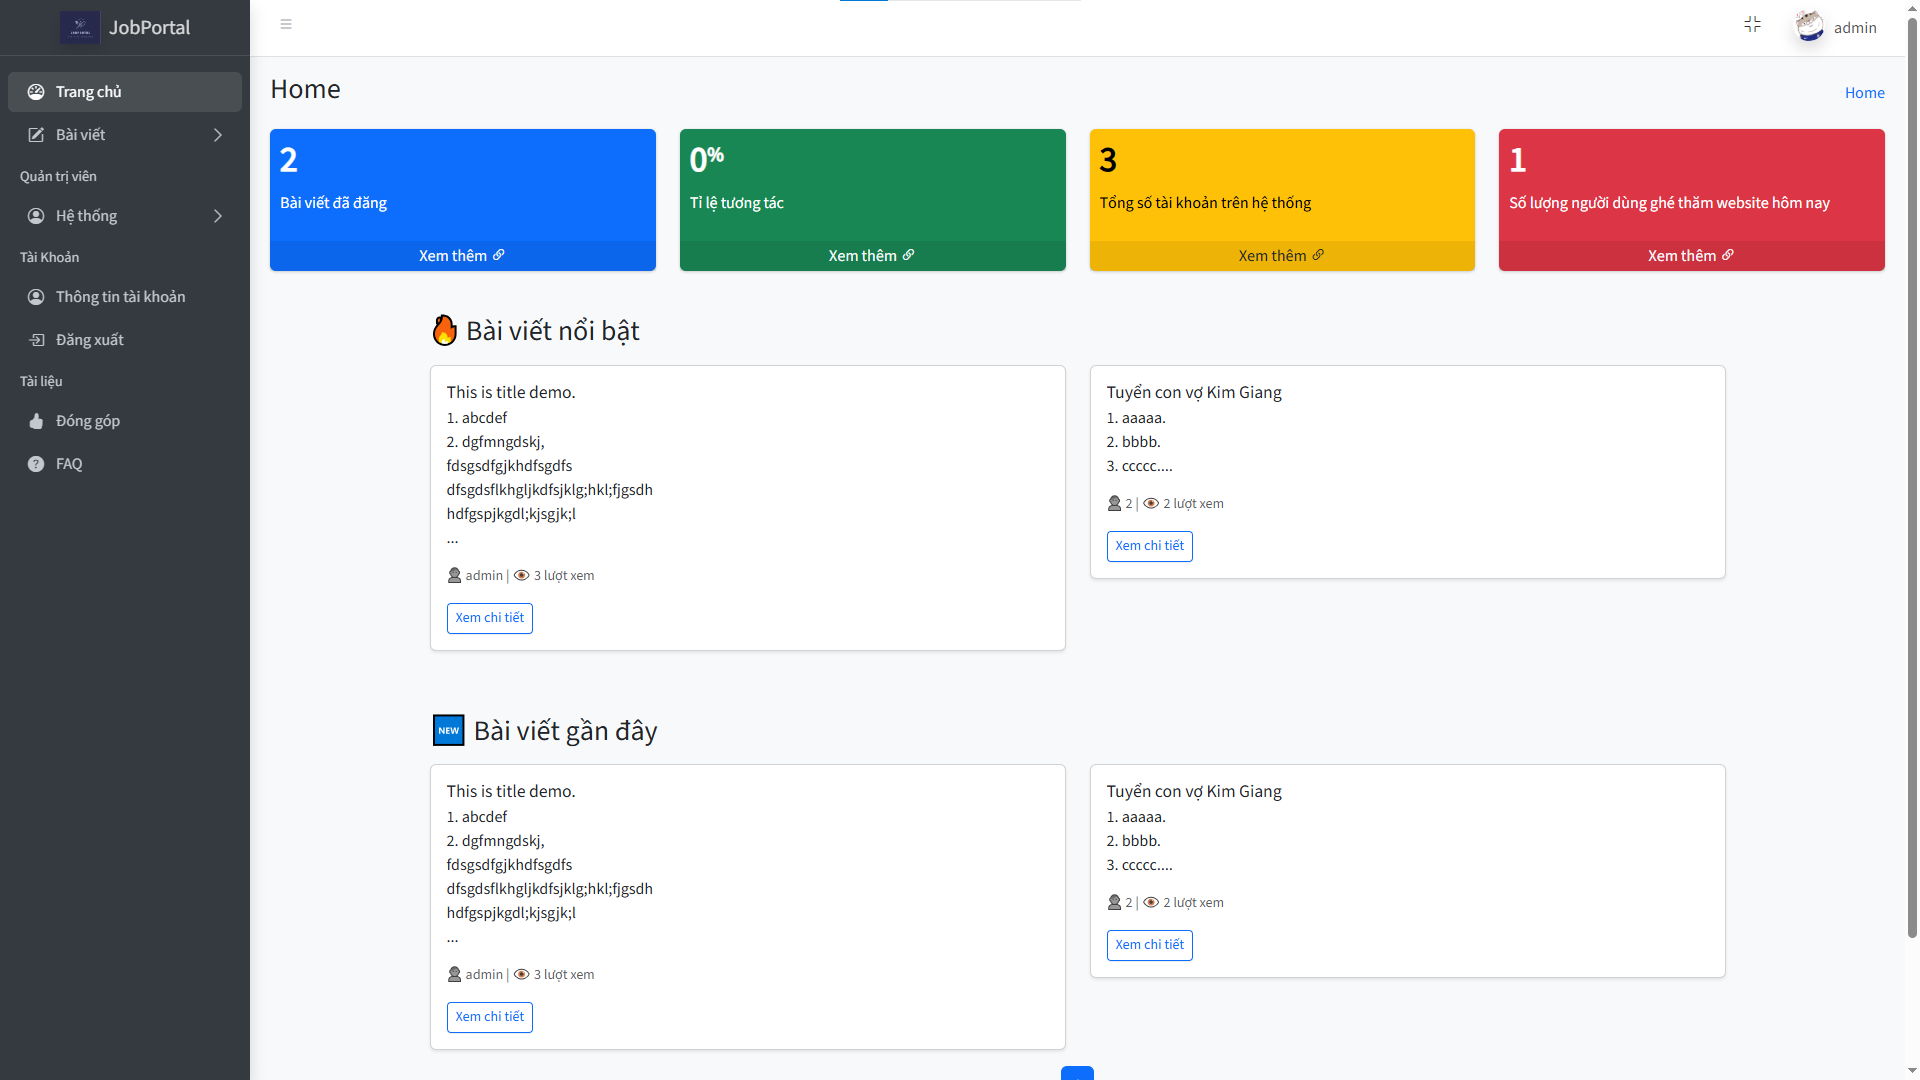 JobPortal
admin
Trang chủ
Bài viết
Quản trị viên
Hệ thống
Tài Khoản
Thông tin tài khoản
Đăng xuất
Tài liệu
Đóng góp
FAQ
Home
Home
2
Bài viết đã đăng
Xem thêm
0%
Tỉ lệ tương tác
Xem thêm
3
Tổng số tài khoản trên hệ thống
Xem thêm
1
Số lượng người dùng ghé thăm website hôm nay
Xem thêm
Bài viết nổi bật
This is title demo.
1. abcdef
2. dgfmngdskj,
fdsgsdfgjkhdfsgdfs
dfsgdsflkhgljkdfsjklg;hkl;fjgsdh
hdfgspjkgdl;kjsgjk;l
...
admin | 3 lượt xem
Xem chi tiết
Tuyển con vợ Kim Giang
1. aaaaa.
2. bbbb.
3. ccccc....
2 | 2 lượt xem
Xem chi tiết
NEW Bài viết gần đây
This is title demo.
1. abcdef
2. dgfmngdskj,
fdsgsdfgjkhdfsgdfs
dfsgdsflkhgljkdfsjklg;hkl;fjgsdh
hdfgspjkgdl;kjsgjk;l
...
admin | 3 lượt xem
Xem chi tiết
Tuyển con vợ Kim Giang
1. aaaaa.
2. bbbb.
3. ccccc....
2 | 2 lượt xem
Xem chi tiết